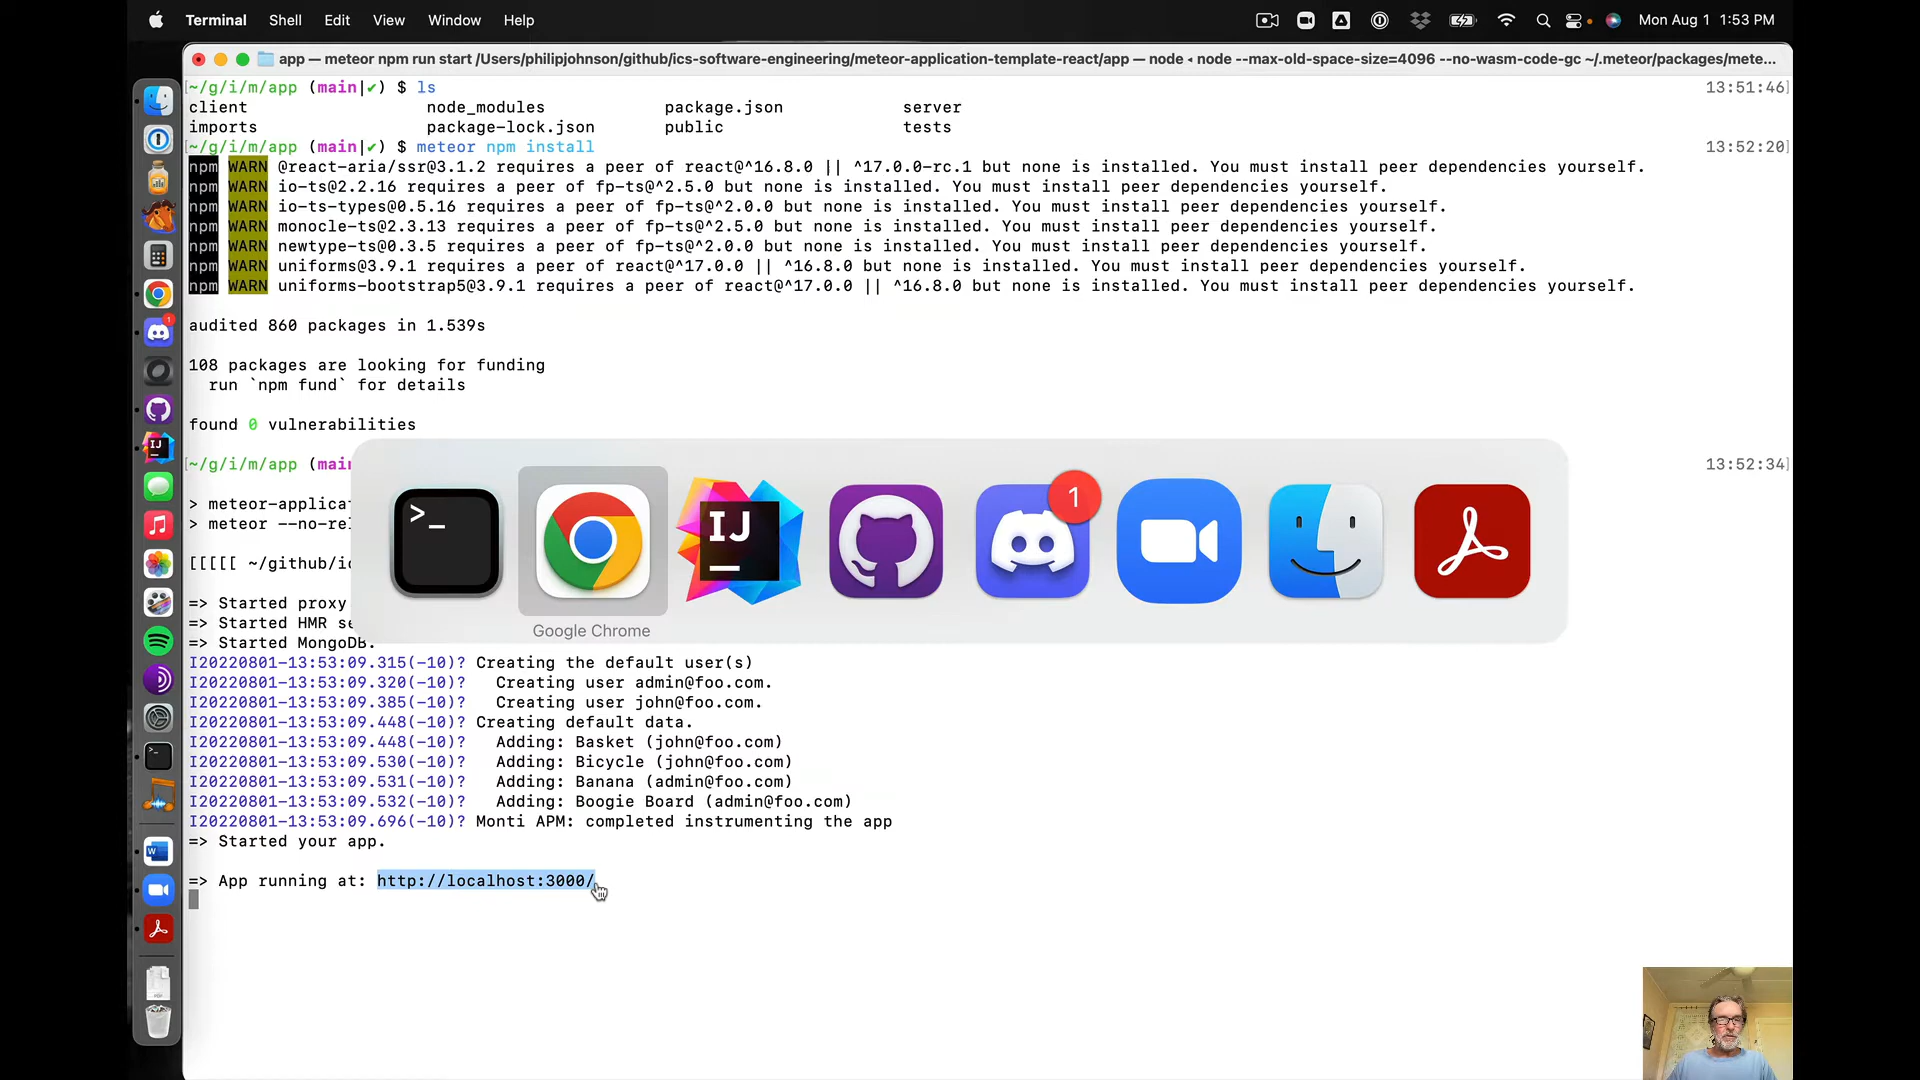 Terminal Shell Edit View Window Help Mon Aug 1 1:53 PM
app — meteor npm run start /Users/philipjohnson/github/ics-software-engineering/meteor-application-template-react/app — node ◂ node --max-old-space-size=4096 --no-wasm-code-gc ~/.meteor/packages/mete...
[~/g/i/m/app (main|✔) $ ls 13:51:46]
client node_modules package.json server
imports package-lock.json public tests
[~/g/i/m/app (main|✔) $ meteor npm install 13:52:20]
npm WARN @react-aria/ssr@3.1.2 requires a peer of react@^16.8.0 || ^17.0.0-rc.1 but none is installed. You must install peer dependencies yourself.
npm WARN io-ts@2.2.16 requires a peer of fp-ts@^2.5.0 but none is installed. You must install peer dependencies yourself.
npm WARN io-ts-types@0.5.16 requires a peer of fp-ts@^2.0.0 but none is installed. You must install peer dependencies yourself.
npm WARN monocle-ts@2.3.13 requires a peer of fp-ts@^2.5.0 but none is installed. You must install peer dependencies yourself.
npm WARN newtype-ts@0.3.5 requires a peer of fp-ts@^2.0.0 but none is installed. You must install peer dependencies yourself.
npm WARN uniforms@3.9.1 requires a peer of react@^17.0.0 || ^16.8.0 but none is installed. You must install peer dependencies yourself.
npm WARN uniforms-bootstrap5@3.9.1 requires a peer of react@^17.0.0 || ^16.8.0 but none is installed. You must install peer dependencies yourself.
audited 860 packages in 1.539s
108 packages are looking for funding
run `npm fund` for details
found 0 vulnerabilities
[~/g/i/m/app (main 13:52:34]
> meteor-applicat
> meteor --no-rel
[[[[[ ~/github/ic
=> Started proxy
=> Started HMR se
=> Started MongoDB.
>_ IJ 1
Google Chrome
I20220801-13:53:09.315(-10)? Creating the default user(s)
I20220801-13:53:09.320(-10)? Creating user admin@foo.com.
I20220801-13:53:09.385(-10)? Creating user john@foo.com.
I20220801-13:53:09.448(-10)? Creating default data.
I20220801-13:53:09.448(-10)? Adding: Basket (john@foo.com)
I20220801-13:53:09.530(-10)? Adding: Bicycle (john@foo.com)
I20220801-13:53:09.531(-10)? Adding: Banana (admin@foo.com)
I20220801-13:53:09.532(-10)? Adding: Boogie Board (admin@foo.com)
I20220801-13:53:09.696(-10)? Monti APM: completed instrumenting the app
=> Started your app.
=> App running at: http://localhost:3000/